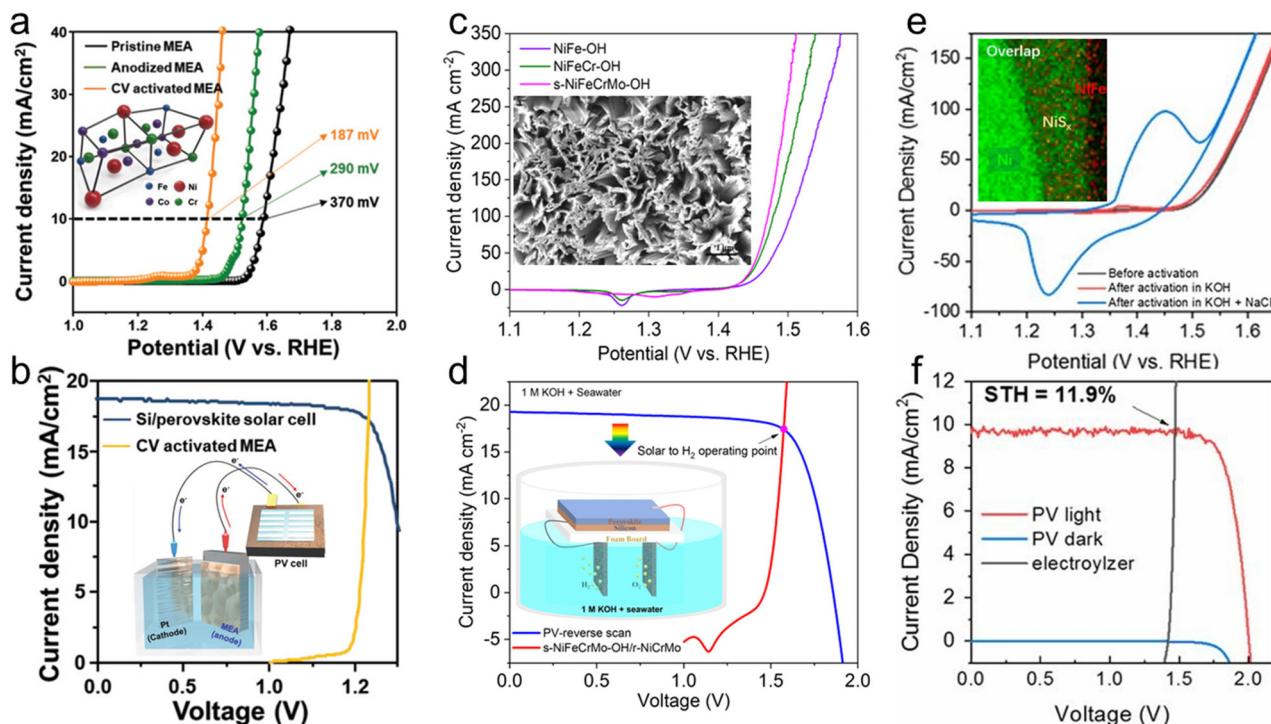 a
Current density (mA/cm²)
40
30
20
10
0
Pristine MEA
Anodized MEA
CV activated MEA
187 mV
290 mV
370 mV
Fe
Ni
Co
Cr
1.0
1.2
1.4
1.6
1.8
2.0
Potential (V vs. RHE)
b
Current density (mA/cm²)
20
15
10
5
0
Si/perovskite solar cell
CV activated MEA
e⁻
e⁻
e⁻
e⁻
PV cell
Pt
(Cathode)
MEA
(anode)
0.0
0.5
1.0
1.2
Voltage (V)
c
Current density (mA cm⁻²)
350
300
250
200
150
100
50
0
NiFe-OH
NiFeCr-OH
s-NiFeCrMo-OH
1.1
1.2
1.3
1.4
1.5
1.6
Potential (V vs. RHE)
d
Current density (mA cm⁻²)
20
15
10
5
0
-5
1 M KOH + Seawater
Solar to H₂ operating point
Perovskite
Silicon
Foam Board
H₂
O₂
1 M KOH + seawater
PV-reverse scan
s-NiFeCrMo-OH/r-NiCrMo
0.0
0.5
1.0
1.5
2.0
Voltage (V)
e
Current Density (mA/cm²)
150
100
50
0
-50
-100
Overlap
NiFe
NiSₓ
Ni
Before activation
After activation in KOH
After activation in KOH + NaCl
1.1
1.2
1.3
1.4
1.5
1.6
Potential (V vs. RHE)
f
Current Density (mA/cm²)
12
10
8
6
4
2
0
STH = 11.9%
PV light
PV dark
electroylzer
0.0
0.5
1.0
1.5
2.0
Voltage (V)